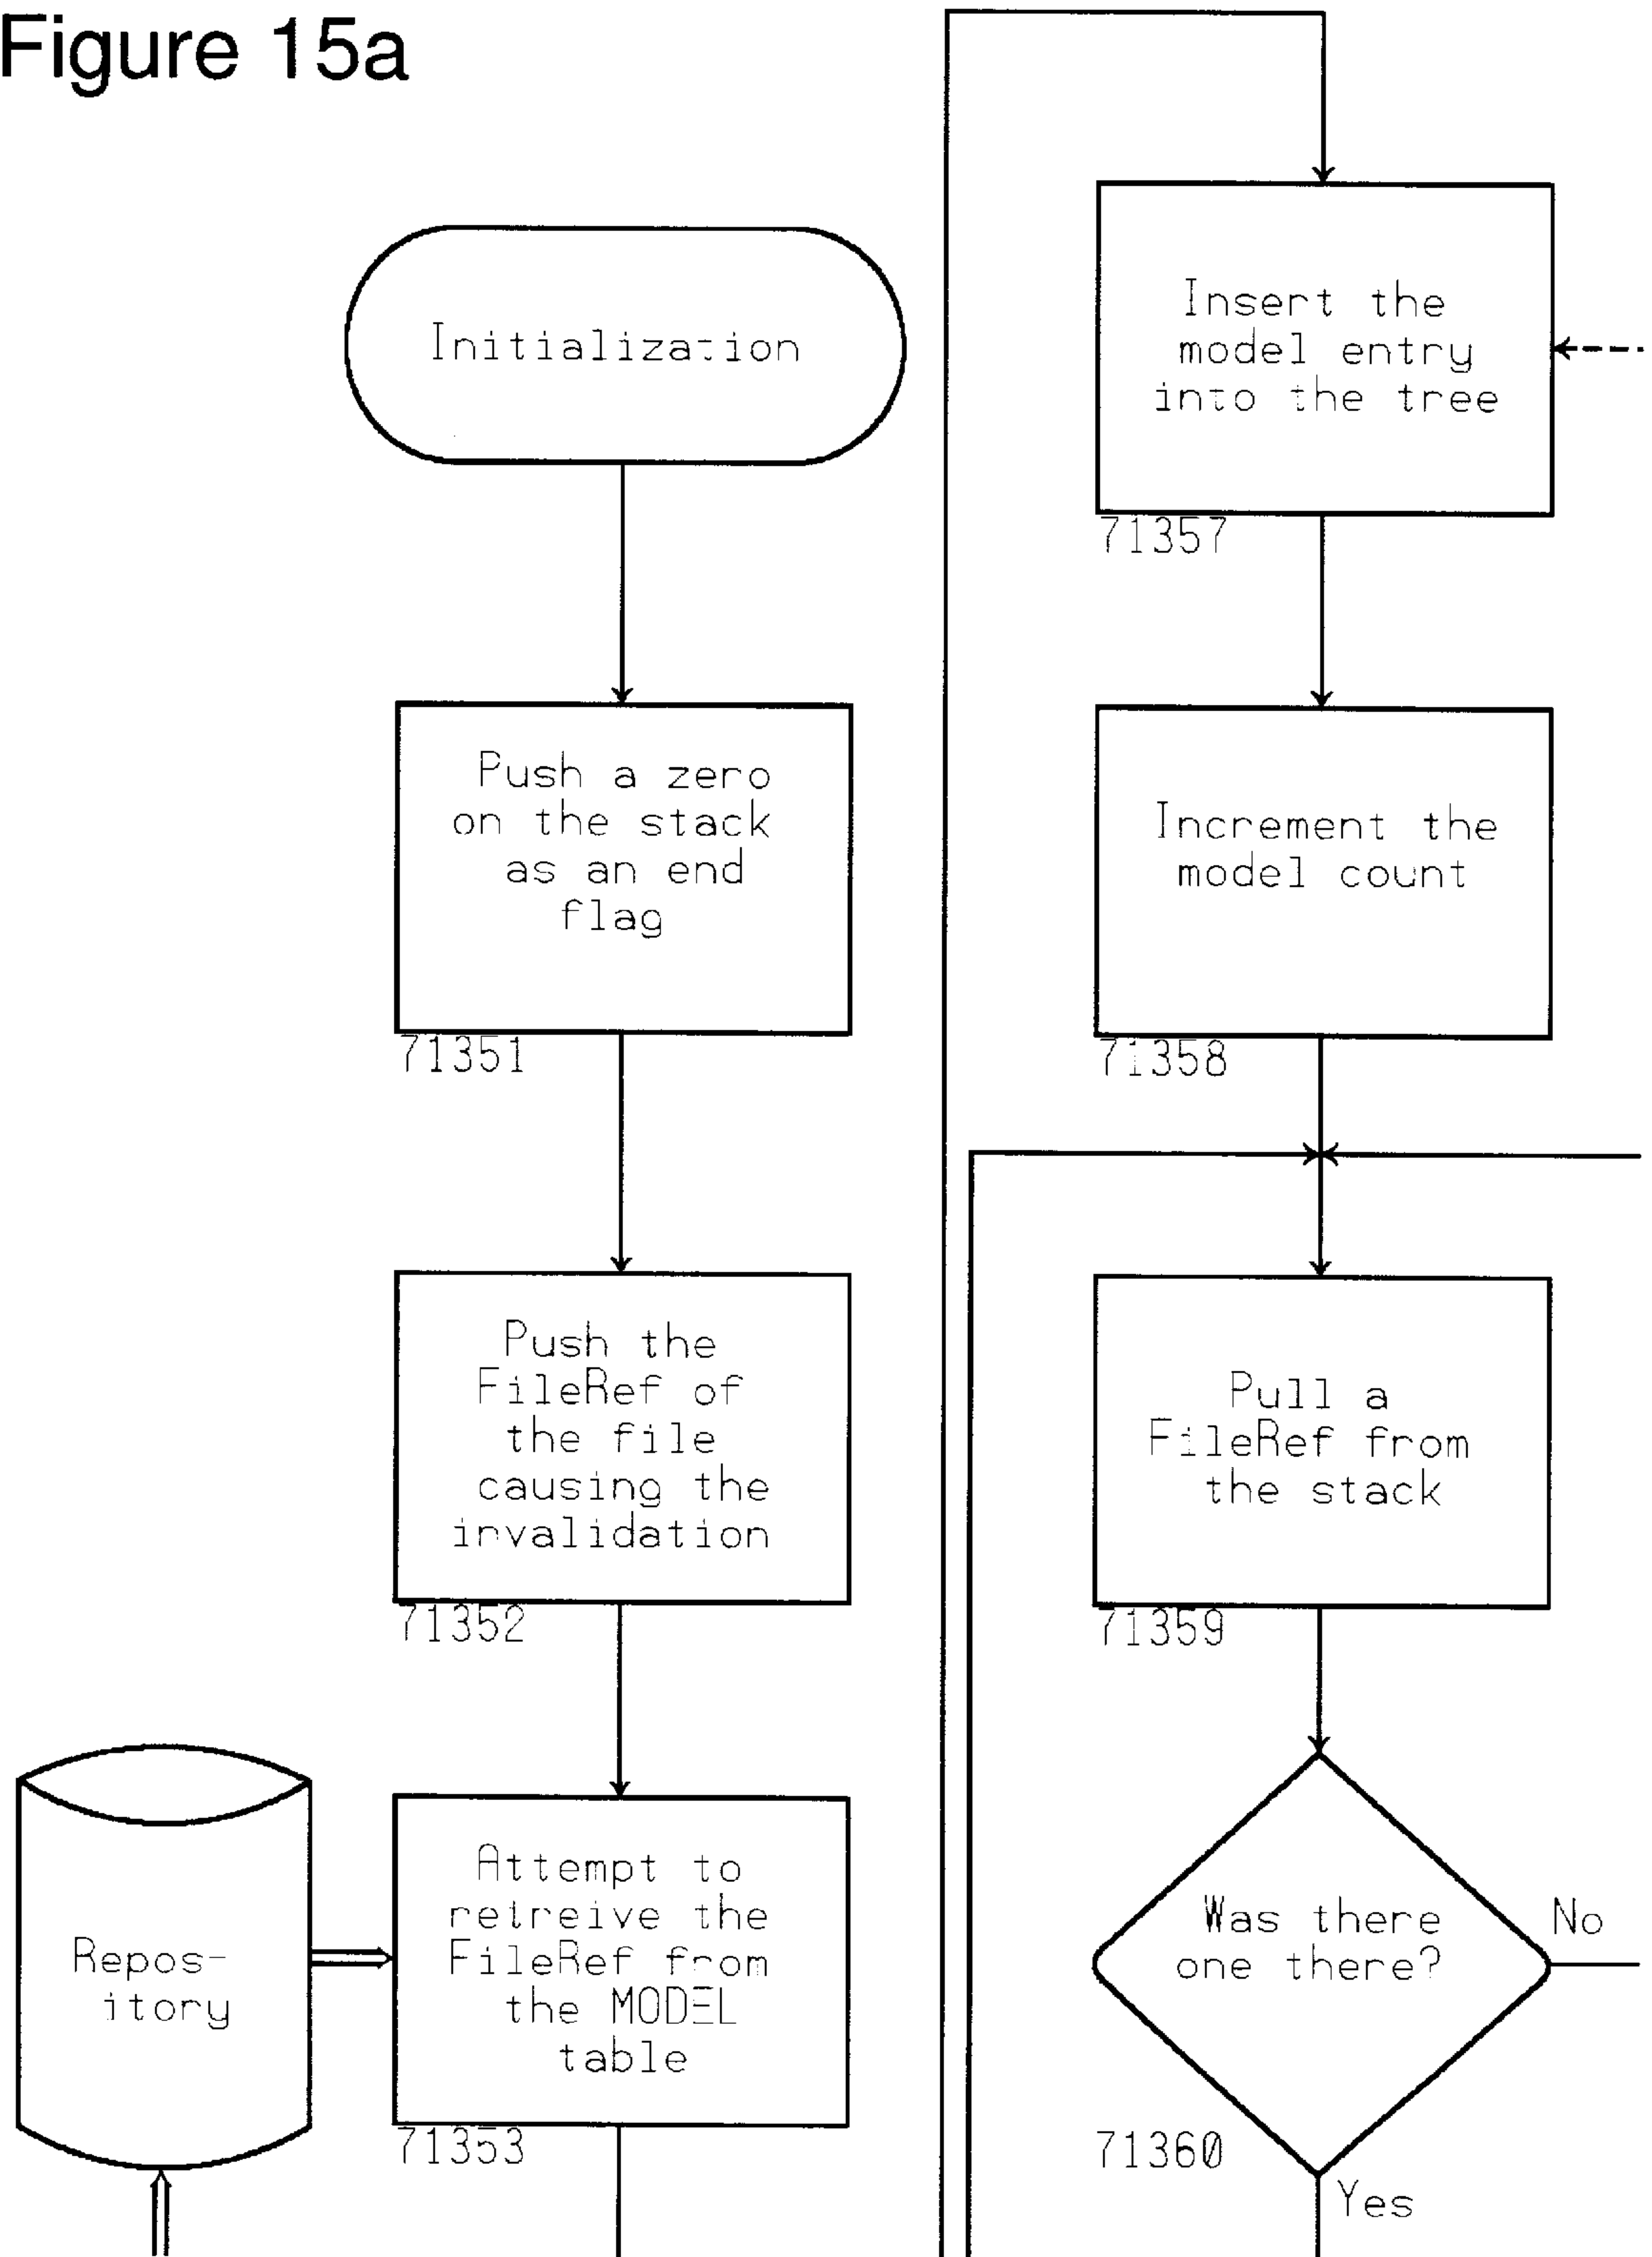 Figure 15a
Initialization
Push a zero
on the stack
as an end
flag
71351
Push the
FileRef of
the file
causing the
invalidation
71352
Repos-
itory
Attempt to
retreive the
FileRef from
the MODEL
table
71353
Insert the
model entry
into the tree
71357
Increment the
model count
71358
Pull a
FileRef from
the stack
71359
Was there
one there?
No
71360
Yes